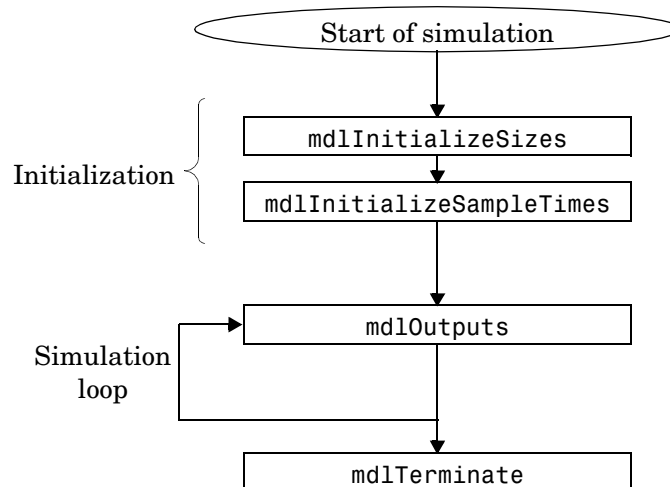 Start of simulation
mdlInitializeSizes
Initialization
mdlInitializeSampleTimes
mdlOutputs
Simulation
loop
mdlTerminate